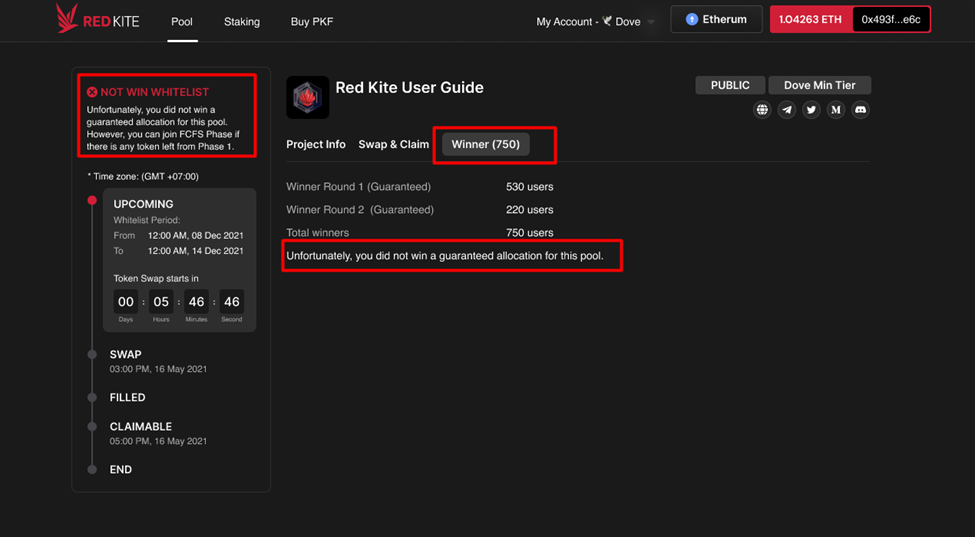 RED KITE
Pool
Staking
Buy PKF
My Account - Dove
Etherum
1.04263 ETH
0x493f...e6c
NOT WIN WHITELIST
Unfortunately, you did not win a
guaranteed allocation for this pool.
However, you can join FCFS Phase if
there is any token left from Phase 1.
* Time zone: (GMT +07:00)
UPCOMING
Whitelist Period:
From 12:00 AM, 08 Dec 2021
To 12:00 AM, 14 Dec 2021
Token Swap starts in
00 : 05 : 46 : 46
Days Hours Minutes Second
SWAP
03:00 PM, 16 May 2021
FILLED
CLAIMABLE
05:00 PM, 16 May 2021
END
Red Kite User Guide
PUBLIC
Dove Min Tier
Project Info
Swap & Claim
Winner (750)
Winner Round 1 (Guaranteed) 530 users
Winner Round 2 (Guaranteed) 220 users
Total winners 750 users
Unfortunately, you did not win a guaranteed allocation for this pool.